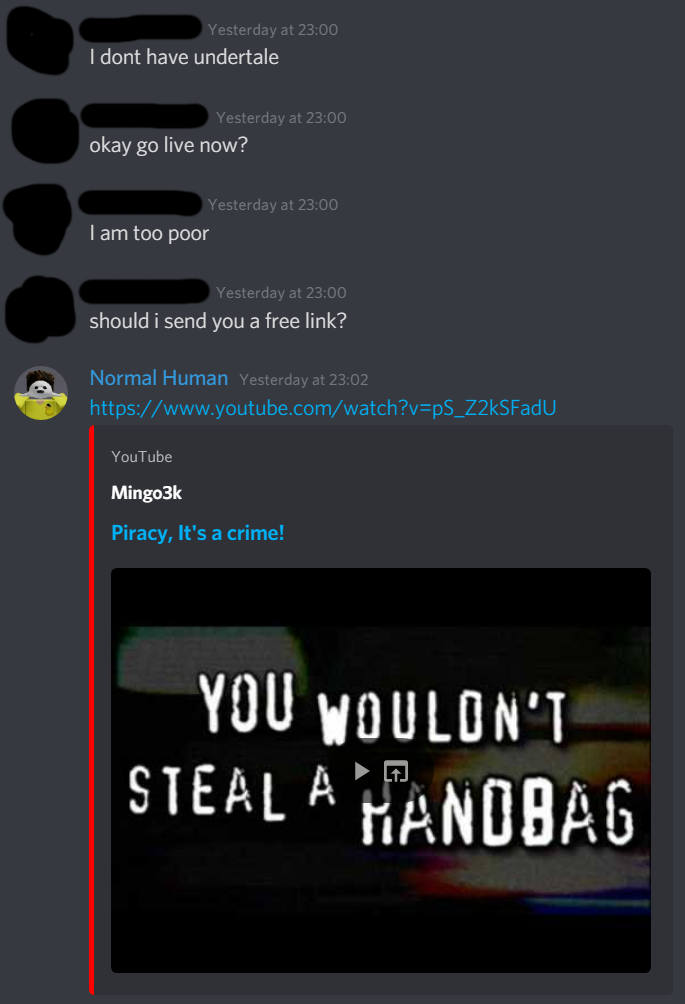 Yesterday at 23:00
I dont have undertale
Yesterday at 23:00
okay go live now?
Yesterday at 23:00
I am too poor
Yesterday at 23:00
should i send you a free link?
Normal Human Yesterday at 23:02
https://www.youtube.com/watch?v=pS_Z2kSFadU
YouTube
Mingo3k
Piracy, It's a crime!
YOU WOULDN'T
STEAL A HANDBAG